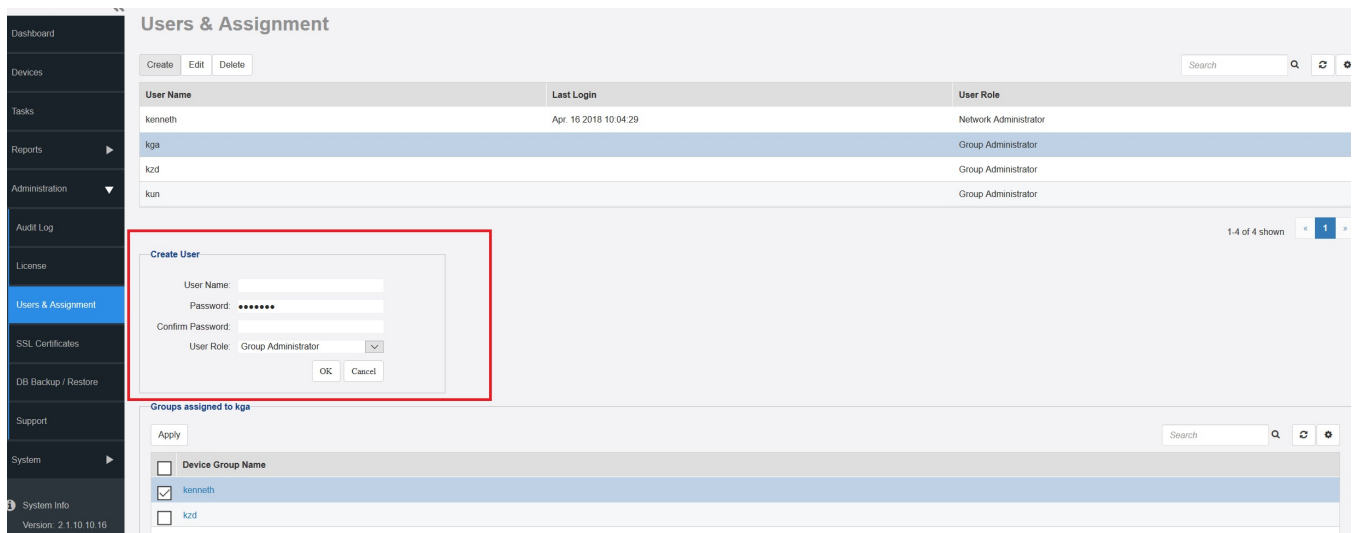 Users & Assignment
Dashboard
Devices
Tasks
Reports
Administration
Audit Log
License
Users & Assignment
SSL Certificates
DB Backup / Restore
Support
System
System Info
Version: 2.1.10.10.16
Create Edit Delete
Search
User Name Last Login User Role
kenneth Apr. 16 2018 10:04:29 Network Administrator
kga Group Administrator
kzd Group Administrator
kun Group Administrator
1-4 of 4 shown « 1 »
Create User
User Name:
Password: •••••••
Confirm Password:
User Role: Group Administrator
OK Cancel
Groups assigned to kga
Apply
Search
Device Group Name
kenneth
kzd